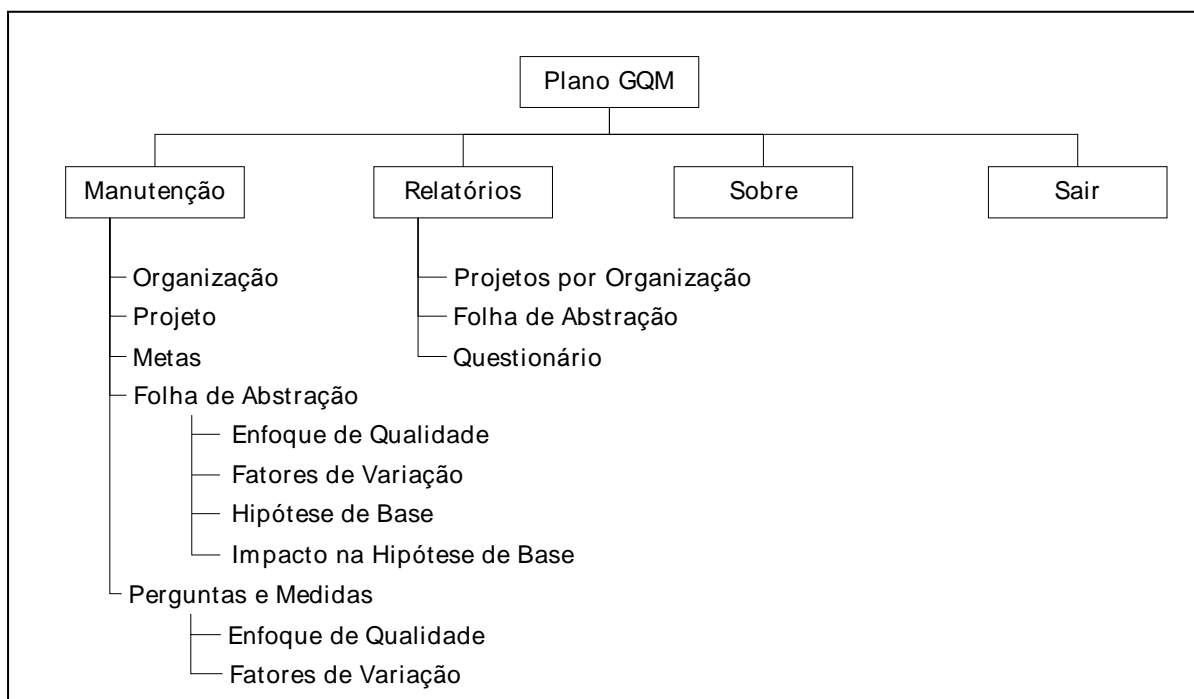 Plano GQM
Manutenção
Relatórios
Sobre
Sair
Organização
Projeto
Metas
Folha de Abstração
Enfoque de Qualidade
Fatores de Variação
Hipótese de Base
Impacto na Hipótese de Base
Perguntas e Medidas
Enfoque de Qualidade
Fatores de Variação
Projetos por Organização
Folha de Abstração
Questionário